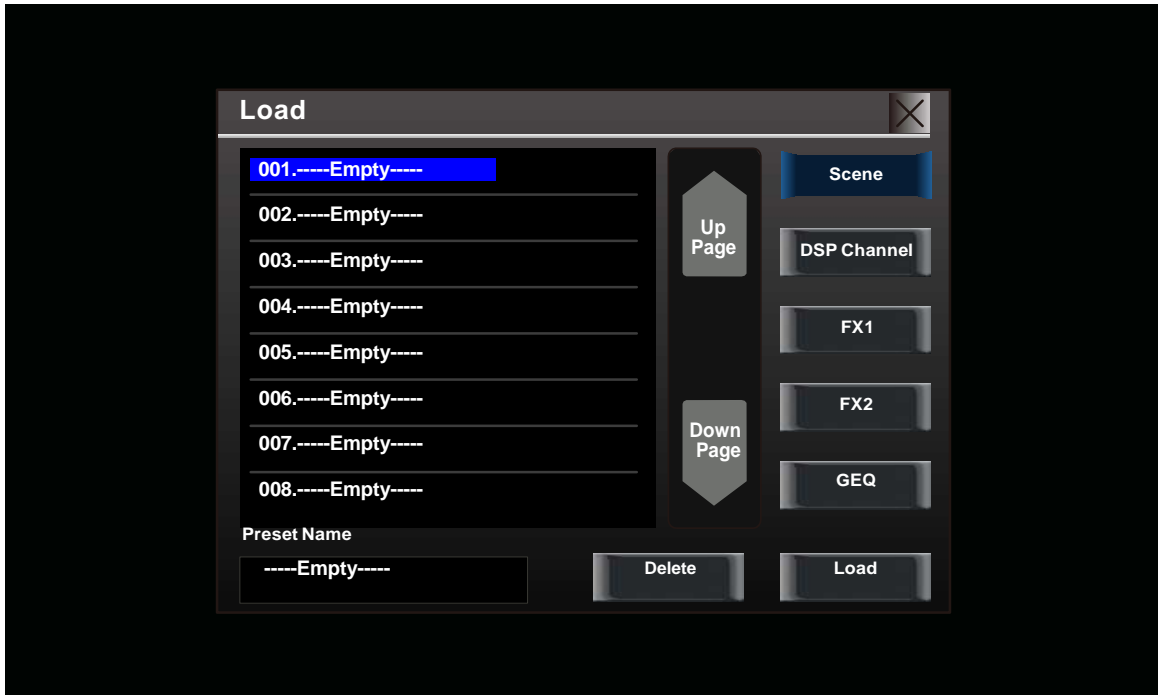 Load
001.-----Empty-----
002.-----Empty-----
003.-----Empty-----
004.-----Empty-----
005.-----Empty-----
006.-----Empty-----
007.-----Empty-----
008.-----Empty-----
Up
Page
Down
Page
Scene
DSP Channel
FX1
FX2
GEQ
Preset Name
-----Empty-----
Delete
Load